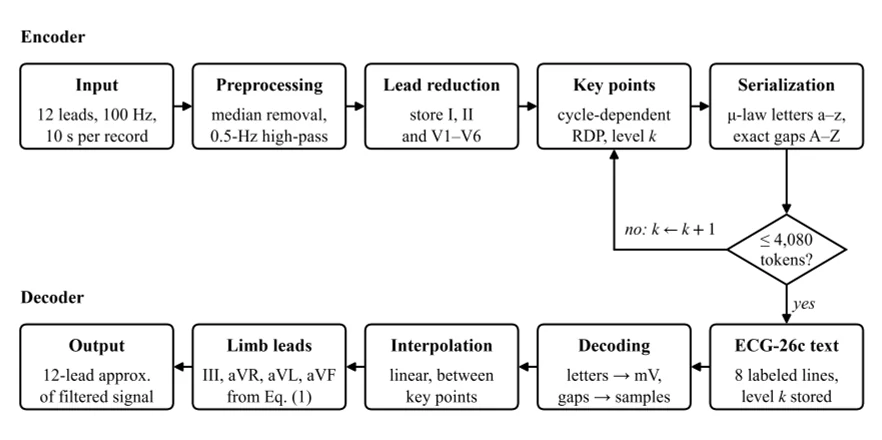 Encoder
Input
12 leads, 100 Hz,
10 s per record
Preprocessing
median removal,
0.5-Hz high-pass
Lead reduction
store I, II
and V1–V6
Key points
cycle-dependent
RDP, level k
Serialization
μ-law letters a–z,
exact gaps A–Z
no: k ← k + 1
≤ 4,080
tokens?
yes
Decoder
Output
12-lead approx.
of filtered signal
Limb leads
III, aVR, aVL, aVF
from Eq. (1)
Interpolation
linear, between
key points
Decoding
letters → mV,
gaps → samples
ECG-26c text
8 labeled lines,
level k stored